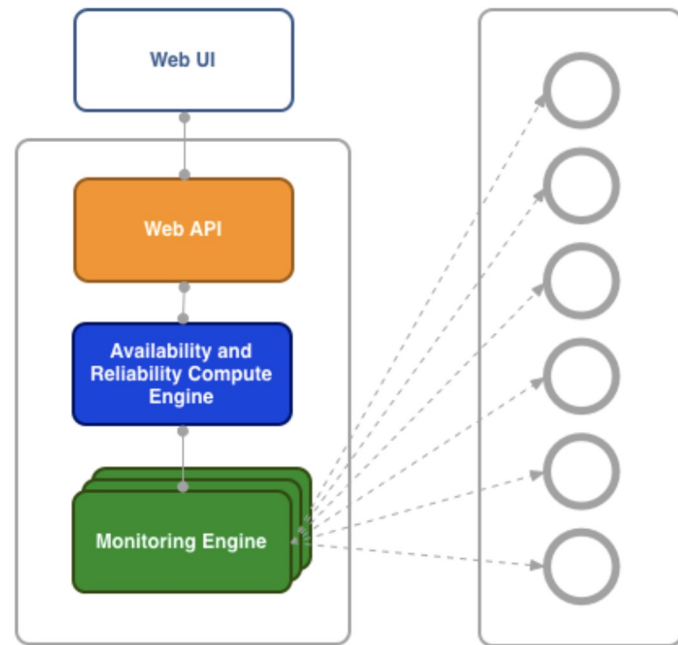 Web UI
Web API
Availability and
Reliability Compute
Engine
Monitoring Engine